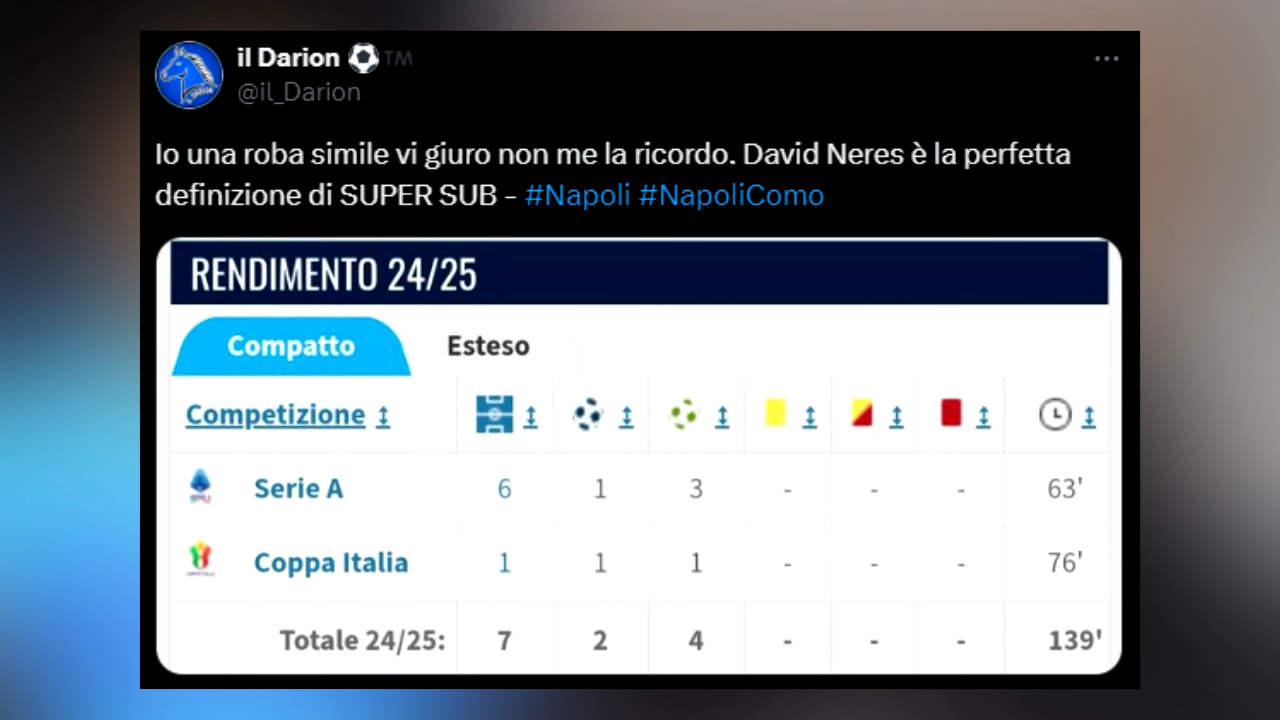 il Darion ⚽™
@il_Darion
Io una roba simile vi giuro non me la ricordo. David Neres è la perfetta
definizione di SUPER SUB - #Napoli #NapoliComo
RENDIMENTO 24/25
Compatto Esteso
Competizione
Serie A 6 1 3 - - - 63'
Coppa Italia 1 1 1 - - - 76'
Totale 24/25: 7 2 4 - - - 139'